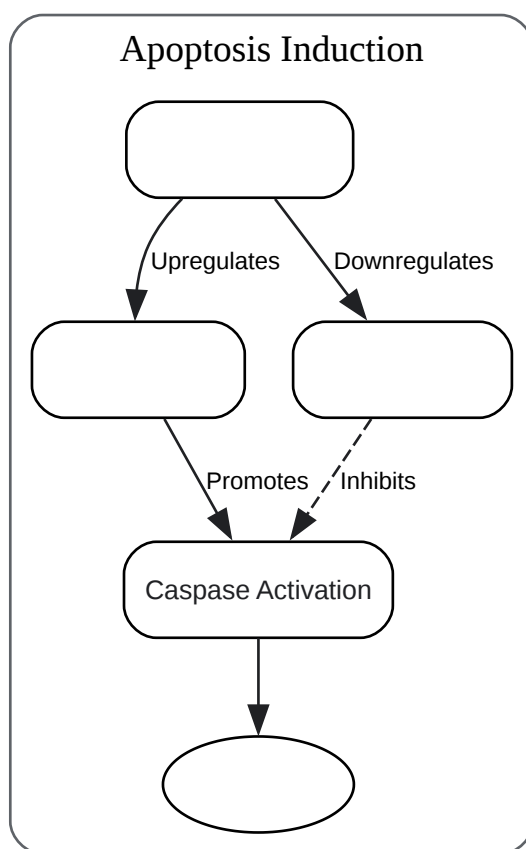 Apoptosis Induction
Upregulates
Downregulates
Promotes
Inhibits
Caspase Activation